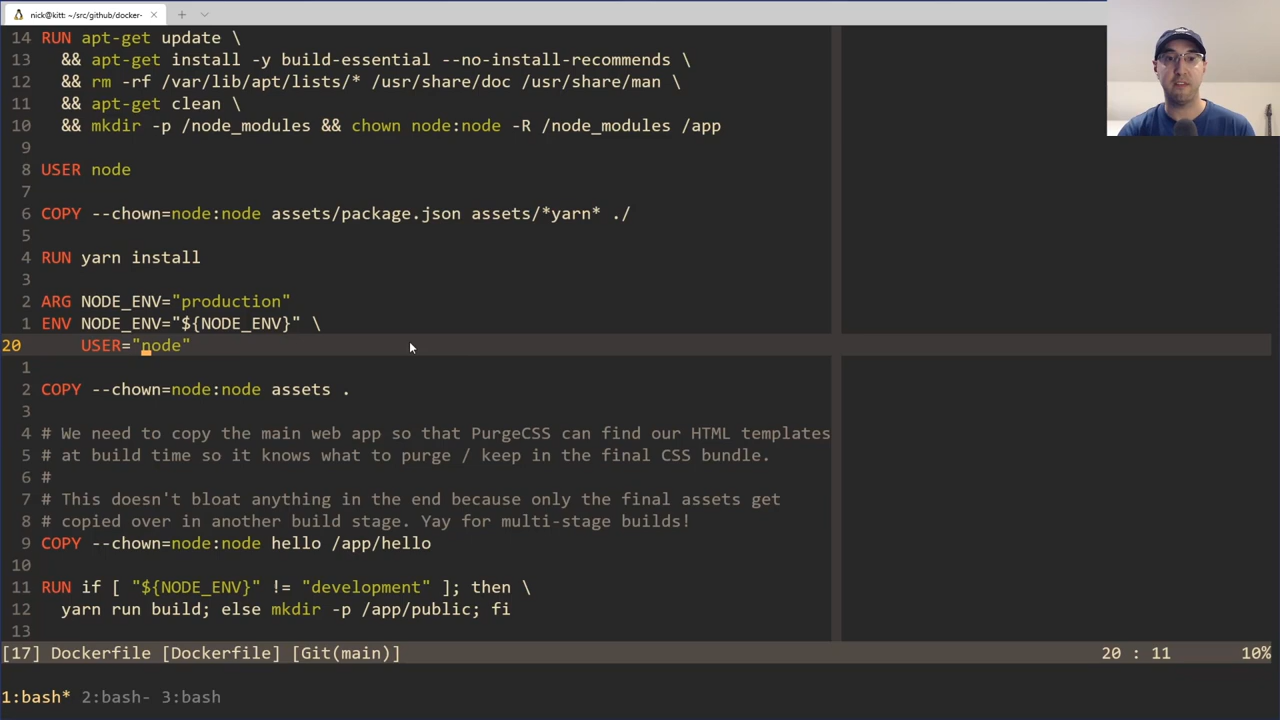 nick@kitt: ~/src/github/docker-
14 RUN apt-get update \
13   && apt-get install -y build-essential --no-install-recommends \
12   && rm -rf /var/lib/apt/lists/* /usr/share/doc /usr/share/man \
11   && apt-get clean \
10   && mkdir -p /node_modules && chown node:node -R /node_modules /app
9
8 USER node
7
6 COPY --chown=node:node assets/package.json assets/*yarn* ./
5
4 RUN yarn install
3
2 ARG NODE_ENV="production"
1 ENV NODE_ENV="${NODE_ENV}" \
20     USER="node"
1
2 COPY --chown=node:node assets .
3
4 # We need to copy the main web app so that PurgeCSS can find our HTML templates
5 # at build time so it knows what to purge / keep in the final CSS bundle.
6 #
7 # This doesn't bloat anything in the end because only the final assets get
8 # copied over in another build stage. Yay for multi-stage builds!
9 COPY --chown=node:node hello /app/hello
10
11 RUN if [ "${NODE_ENV}" != "development" ]; then \
12   yarn run build; else mkdir -p /app/public; fi
13
[17] Dockerfile [Dockerfile] [Git(main)] 20 : 11 10%
1:bash* 2:bash- 3:bash